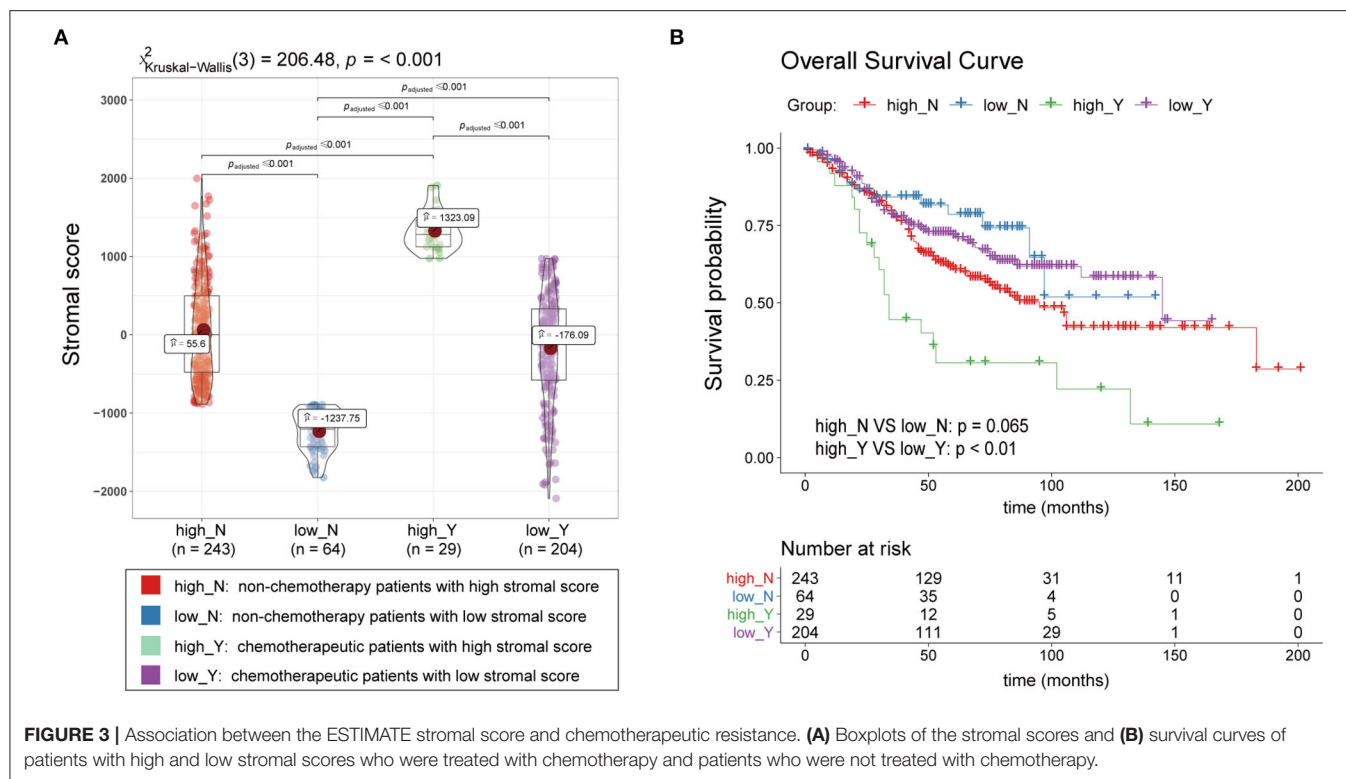 A
χ2Kruskal−Wallis(3) = 206.48, p = < 0.001
Stromal score
3000
2000
1000
0
−1000
−2000
padjusted ≤0.001
padjusted ≤0.001
padjusted ≤0.001
padjusted ≤0.001
padjusted ≤0.001
μ̂ = 55.6
μ̂ = -1237.75
μ̂ = 1323.09
μ̂ = -176.09
high_N low_N high_Y low_Y
(n = 243) (n = 64) (n = 29) (n = 204)
high_N: non-chemotherapy patients with high stromal score
low_N: non-chemotherapy patients with low stromal score
high_Y: chemotherapeutic patients with high stromal score
low_Y: chemotherapeutic patients with low stromal score
B
Overall Survival Curve
Group: high_N low_N high_Y low_Y
Survival probability
1.00
0.75
0.50
0.25
0.00
high_N VS low_N: p = 0.065
high_Y VS low_Y: p < 0.01
0 50 100 150 200
time (months)
Number at risk
high_N 243 129 31 11 1
low_N 64 35 4 0 0
high_Y 29 12 5 1 0
low_Y 204 111 29 1 0
0 50 100 150 200
time (months)
FIGURE 3 | Association between the ESTIMATE stromal score and chemotherapeutic resistance. (A) Boxplots of the stromal scores and (B) survival curves of
patients with high and low stromal scores who were treated with chemotherapy and patients who were not treated with chemotherapy.